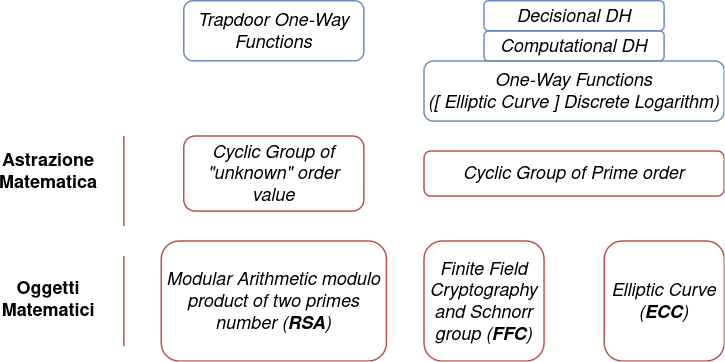 Trapdoor One-Way
Functions
Decisional DH
Computational DH
One-Way Functions
([ Elliptic Curve ] Discrete Logarithm)
Astrazione
Matematica
Cyclic Group of
"unknown" order
value
Cyclic Group of Prime order
Oggetti
Matematici
Modular Arithmetic modulo
product of two primes
number (RSA)
Finite Field
Cryptography
and Schnorr
group (FFC)
Elliptic Curve
(ECC)